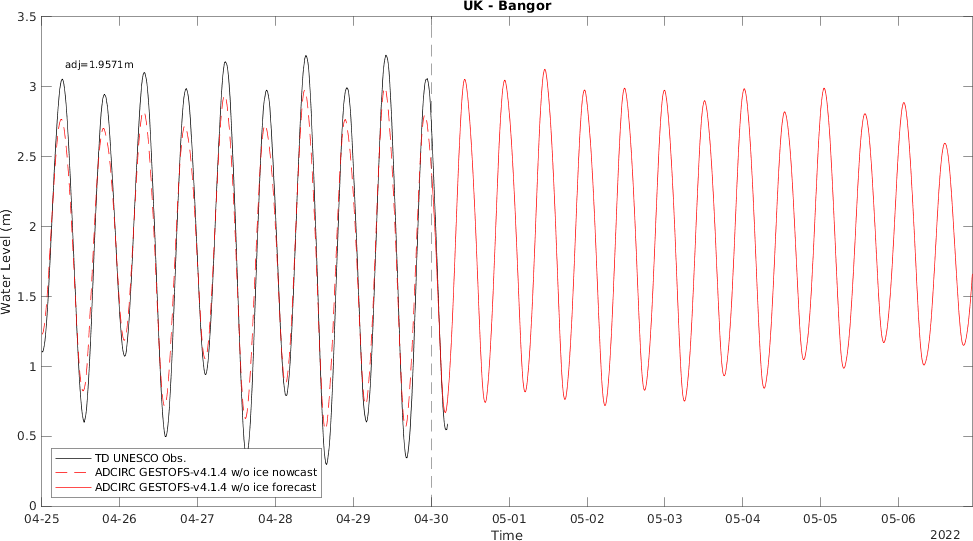 UK - Bangor
3.5
adj=1.9571m
3
2.5
2
Water Level (m)
1.5
1
0.5
TD UNESCO Obs.
ADCIRC GESTOFS-v4.1.4 w/o ice nowcast
ADCIRC GESTOFS-v4.1.4 w/o ice forecast
0
04-25 04-26 04-27 04-28 04-29 04-30 05-01 05-02 05-03 05-04 05-05 05-06
Time
2022